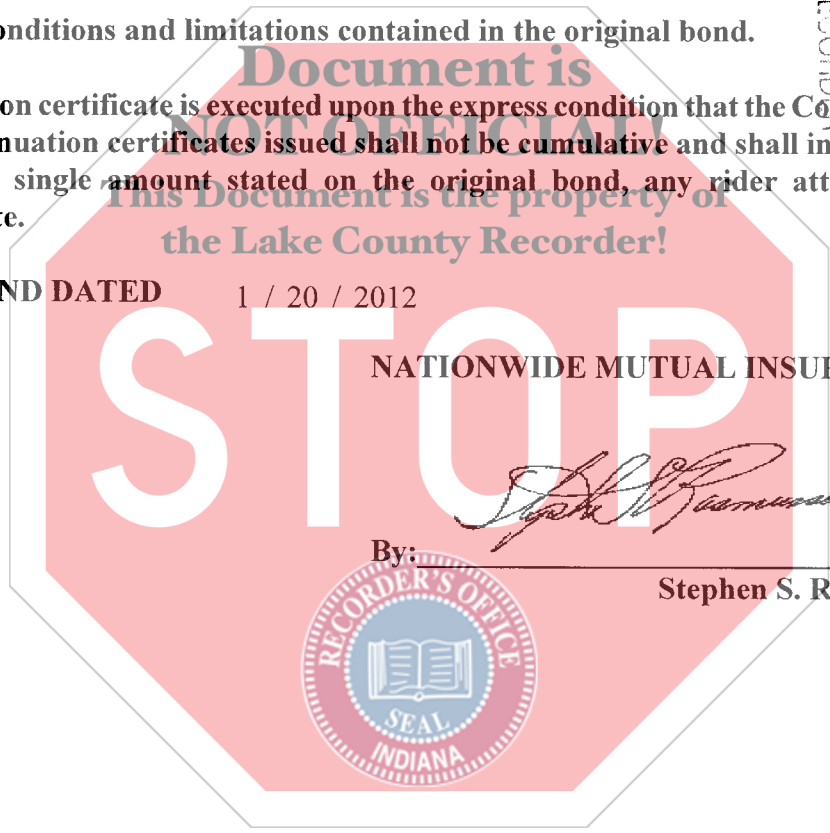 onditions and limitations contained in the original bond.
Document is
on certificate is executed upon the express condition that the Co
NOT OFFICIAL!
nuation certificates issued shall not be cumulative and shall in
single amount stated on the original bond, any rider att
This Document is the property of
te.
the Lake County Recorder!
ND DATED 1 / 20 / 2012
STOP
NATIONWIDE MUTUAL INSUR
Stephen S. Rasmusse
By:
Stephen S. R
RECORDER'S OFFICE
SEAL
INDIANA